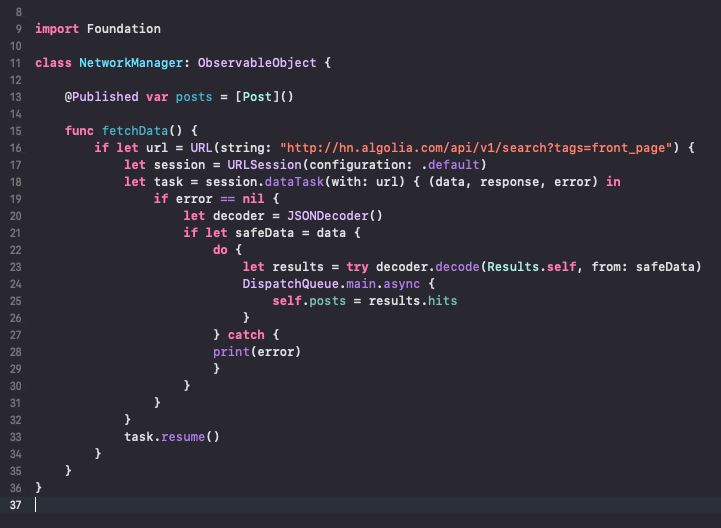 8
9 import Foundation
10
11 class NetworkManager: ObservableObject {
12
13     @Published var posts = [Post]()
14
15     func fetchData() {
16         if let url = URL(string: "http://hn.algolia.com/api/v1/search?tags=front_page") {
17             let session = URLSession(configuration: .default)
18             let task = session.dataTask(with: url) { (data, response, error) in
19                 if error == nil {
20                     let decoder = JSONDecoder()
21                     if let safeData = data {
22                         do {
23                             let results = try decoder.decode(Results.self, from: safeData)
24                             DispatchQueue.main.async {
25                                 self.posts = results.hits
26                             }
27                         } catch {
28                         print(error)
29                         }
30                     }
31                 }
32             }
33             task.resume()
34         }
35     }
36 }
37